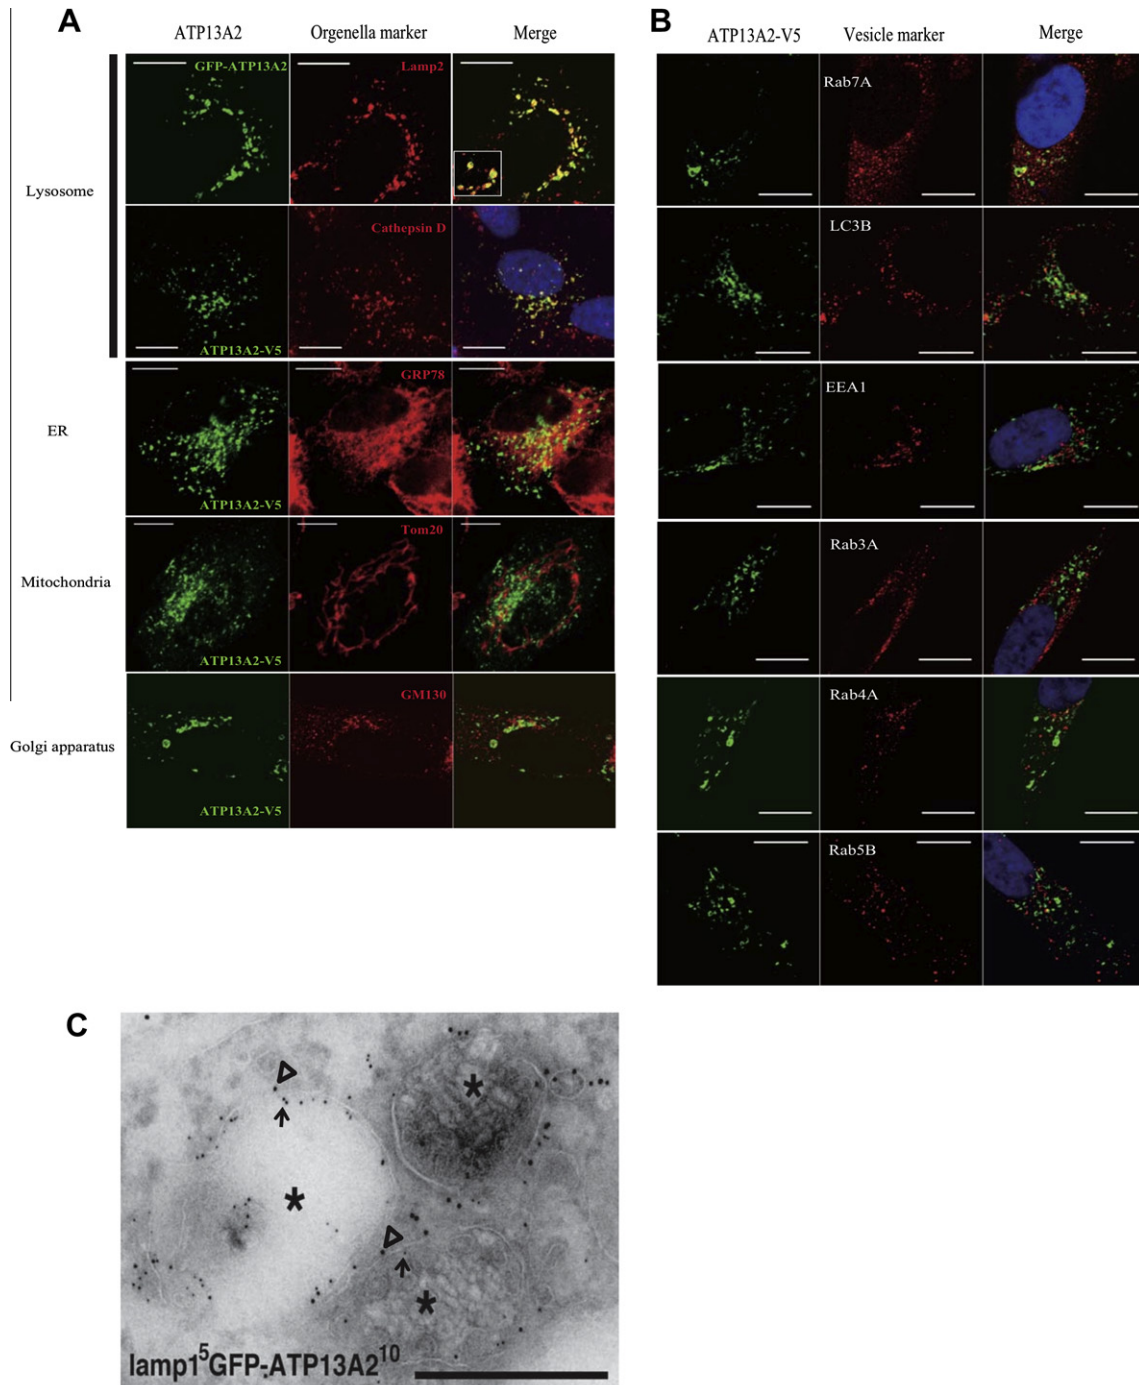 A
ATP13A2 Organella marker Merge
Lysosome
GFP-ATP13A2 Lamp2
Cathepsin D
ATP13A2-V5
ER
GRP78
ATP13A2-V5
Mitochondria
Tom20
ATP13A2-V5
Golgi apparatus
GM130
ATP13A2-V5
B
ATP13A2-V5 Vesicle marker Merge
Rab7A
LC3B
EEA1
Rab3A
Rab4A
Rab5B
C
* 
*
*
lamp1⁵GFP-ATP13A2¹⁰